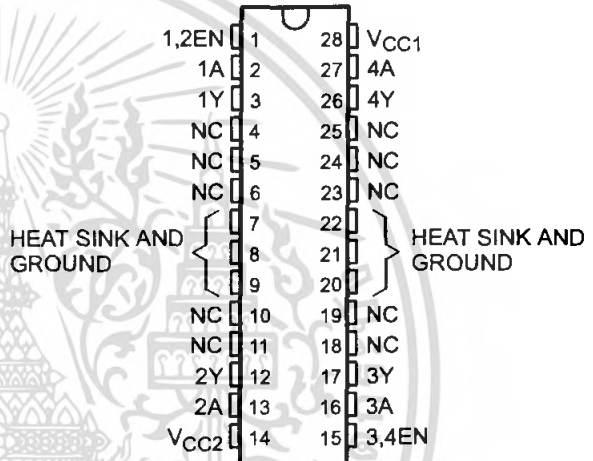 1,2EN 1 28 VCC1
1A 2 27 4A
1Y 3 26 4Y
NC 4 25 NC
NC 5 24 NC
NC 6 23 NC
7 22
HEAT SINK AND 8 21 HEAT SINK AND
GROUND 9 20 GROUND
NC 10 19 NC
NC 11 18 NC
2Y 12 17 3Y
2A 13 16 3A
VCC2 14 15 3,4EN